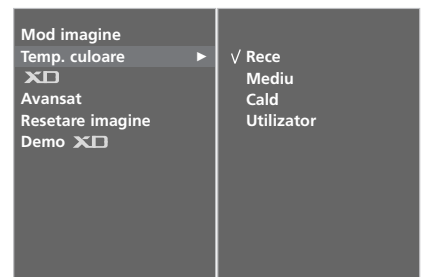 Mod imagine
Temp. culoare ►
XD
Avansat
Resetare imagine
Demo XD
√ Rece
Mediu
Cald
Utilizator